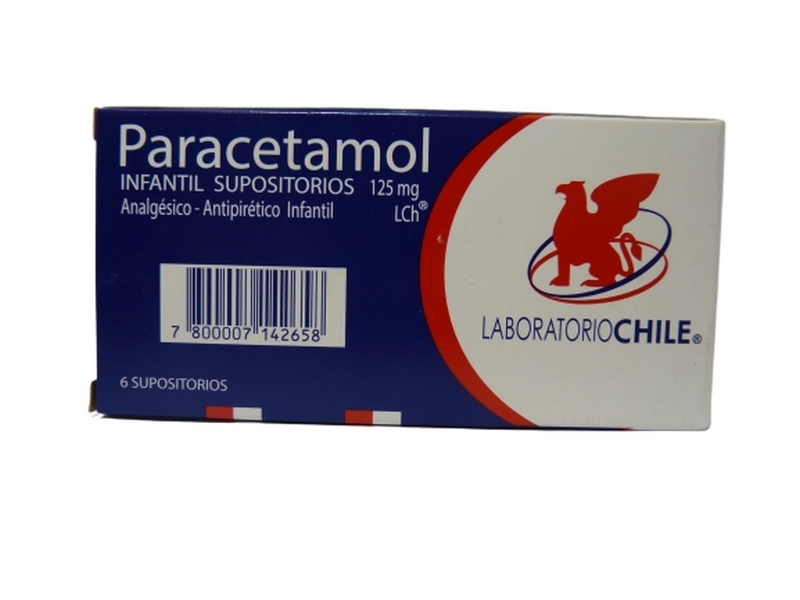 Paracetamol
INFANTIL SUPOSITORIOS 125 mg
Analgésico - Antipirético Infantil LCh®
7 800007 142658
6 SUPOSITORIOS
LABORATORIOCHILE®